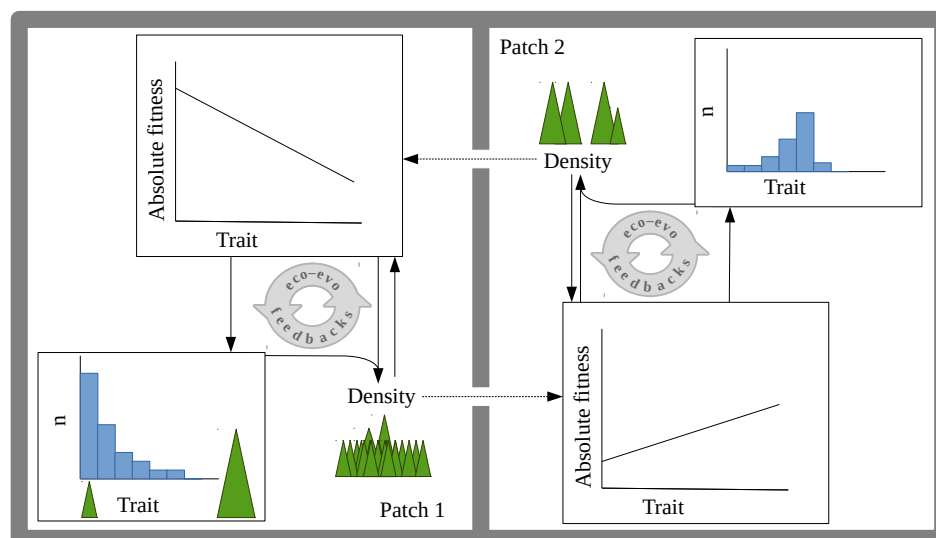 Absolute fitness
Trait
eco-evo
feedbacks
n
Trait
Density
Patch 1
Patch 2
Density
n
Trait
eco-evo
feedbacks
Absolute fitness
Trait